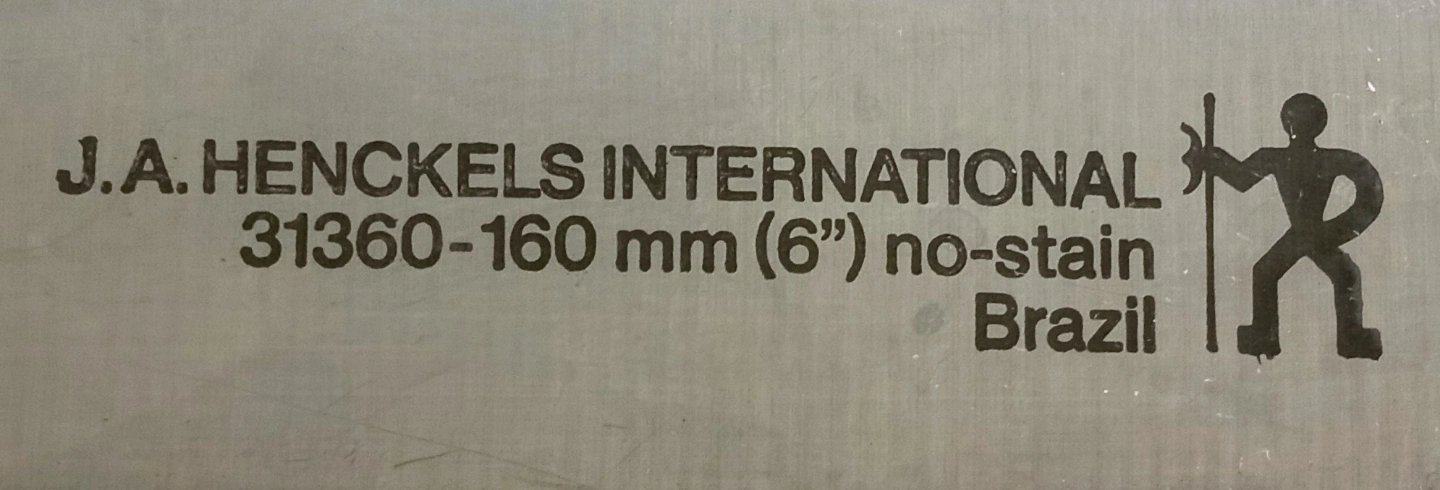 J.A. HENCKELS INTERNATIONAL
31360-160 mm (6”) no-stain
Brazil